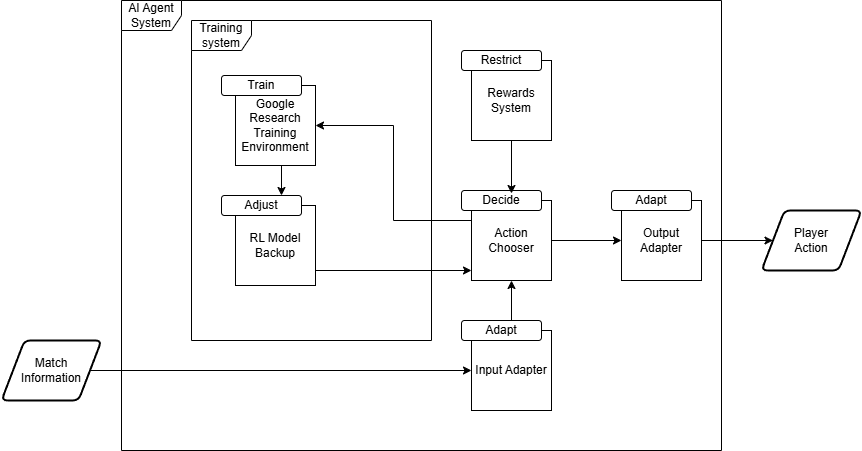 AI Agent
System
Training
system
Train
Google
Research
Training
Environment
Restrict
Rewards
System
Adjust
RL Model
Backup
Decide
Action
Chooser
Adapt
Output
Adapter
Player
Action
Adapt
Input Adapter
Match
Information